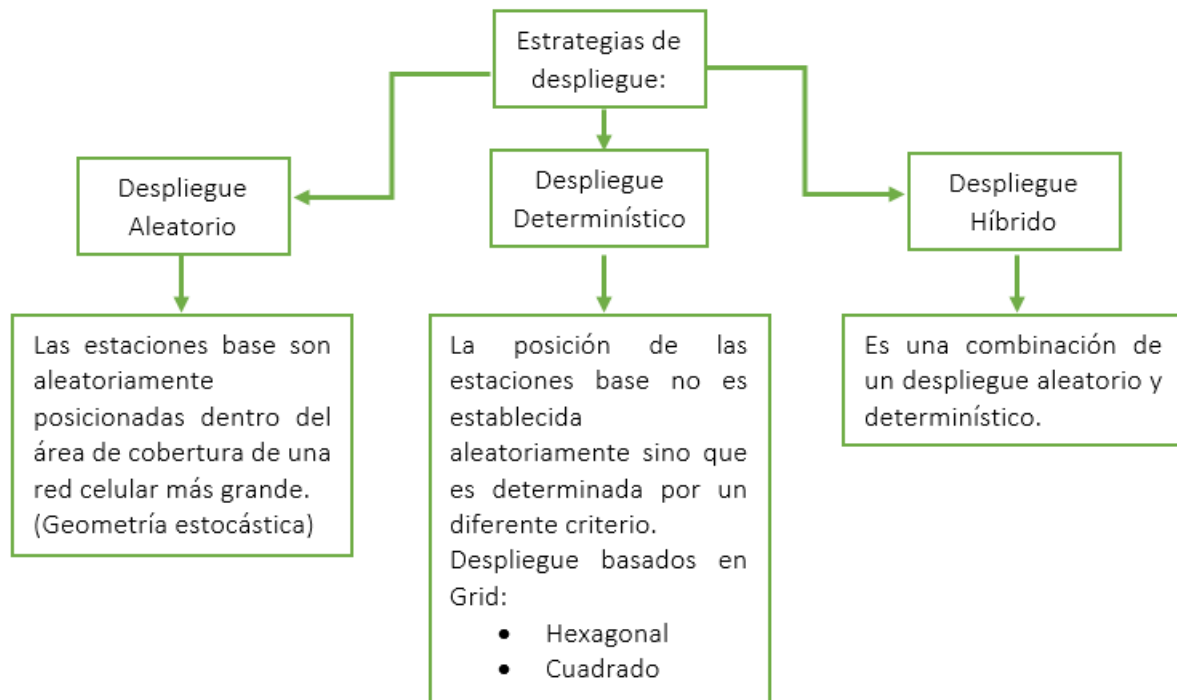 Estrategias de
despliegue:
Despliegue
Aleatorio
Despliegue
Determinístico
Despliegue
Híbrido
Las estaciones base son
aleatoriamente
posicionadas dentro del
área de cobertura de una
red celular más grande.
(Geometría estocástica)
La posición de las
estaciones base no es
establecida
aleatoriamente sino que
es determinada por un
diferente criterio.
Despliegue basados en
Grid:
• Hexagonal
• Cuadrado
Es una combinación de
un despliegue aleatorio y
determinístico.